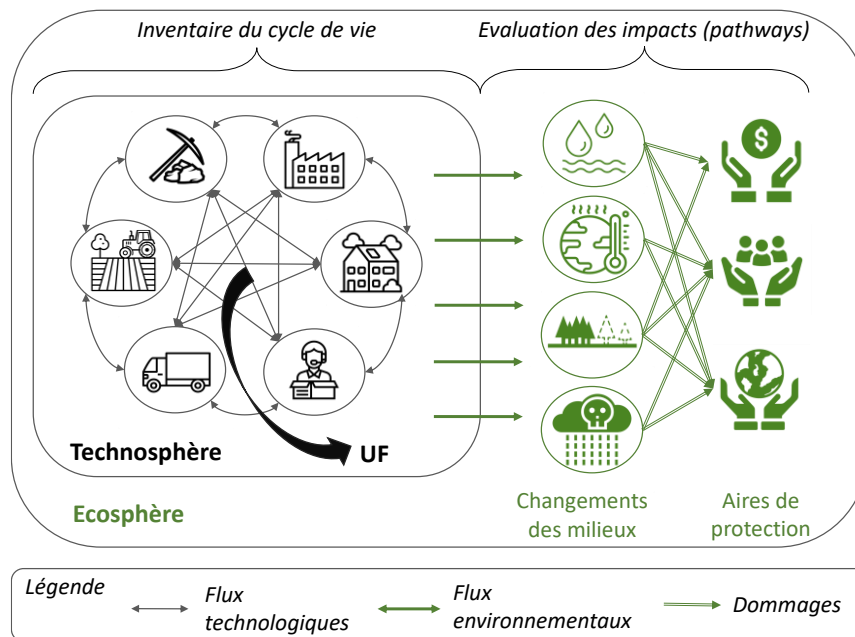 Inventaire du cycle de vie
Evaluation des impacts (pathways)
$
Technosphère
UF
Ecosphère
Changements
des milieux
Aires de
protection
Légende
Flux
technologiques
Flux
environnementaux
Dommages